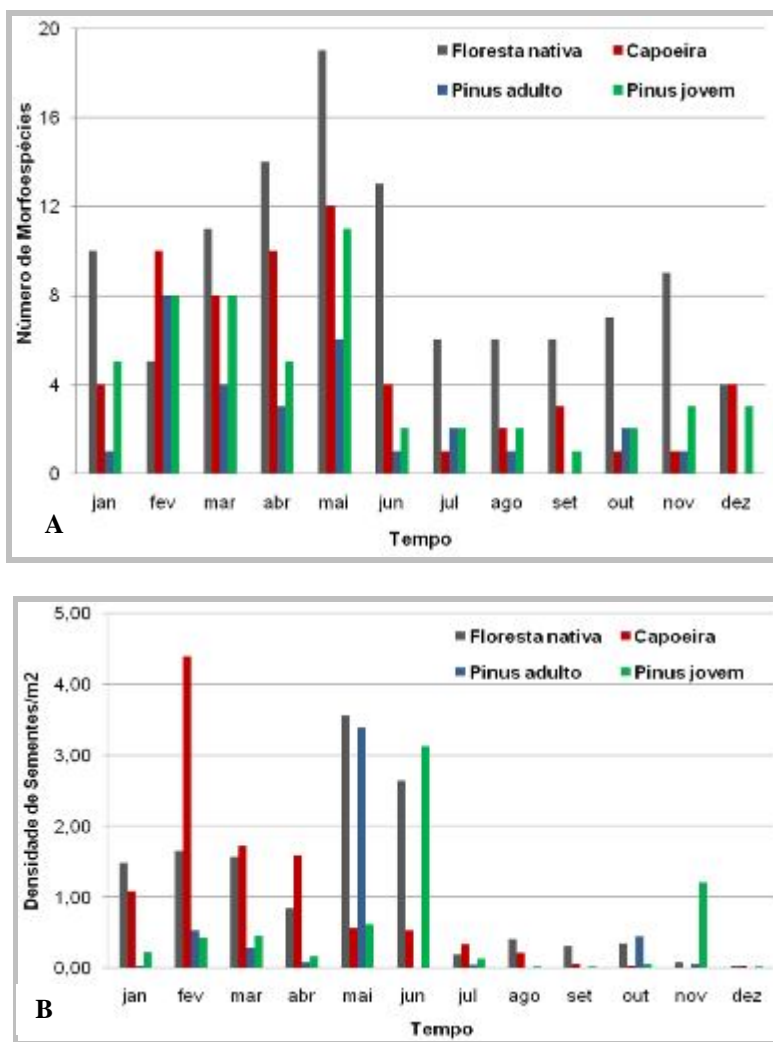 20
16
12
8
4
0
Número de Morfoespécies
Floresta nativa
Capoeira
Pinus adulto
Pinus jovem
jan fev mar abr mai jun jul ago set out nov dez
A
Tempo
5,00
4,00
3,00
2,00
1,00
0,00
Densidade de Sementes/m2
Floresta nativa
Capoeira
Pinus adulto
Pinus jovem
jan fev mar abr mai jun jul ago set out nov dez
B
Tempo